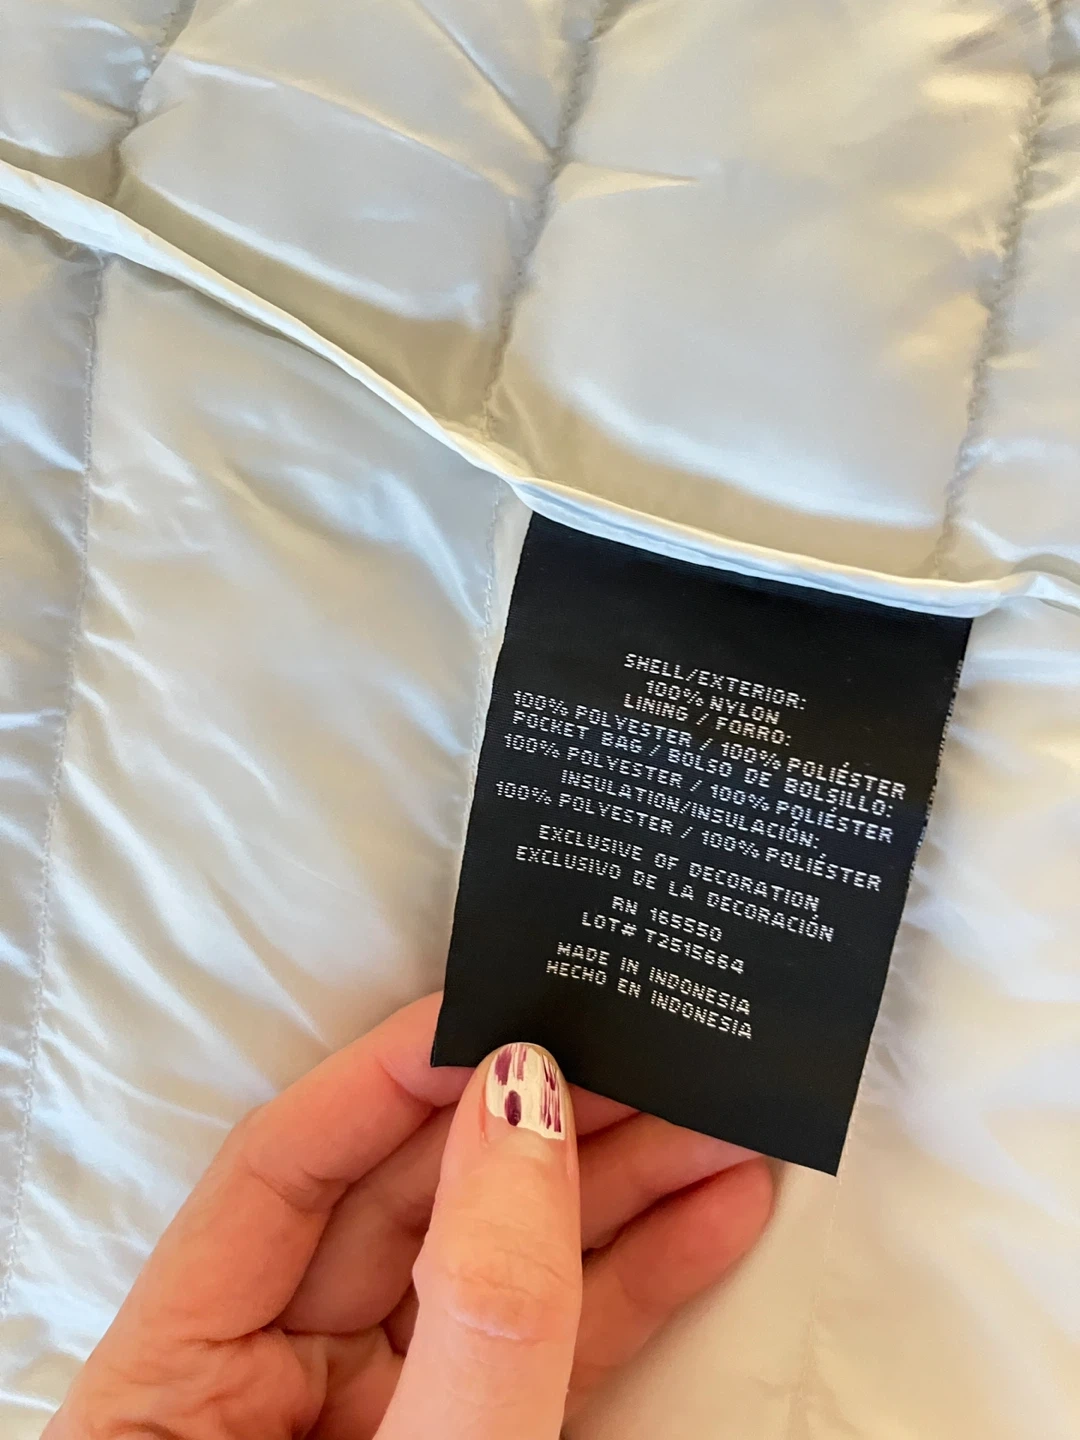 SHELL/EXTERIOR:
100% NYLON
LINING / FORRO:
100% POLYESTER / 100% POLIÉSTER
POCKET BAG / BOLSO DE BOLSILLO:
100% POLYESTER / 100% POLIÉSTER
INSULATION/INSULACIÓN:
100% POLYESTER / 100% POLIÉSTER
EXCLUSIVE OF DECORATION
EXCLUSIVO DE LA DECORACIÓN
RN 165550
LOT# T2515664
MADE IN INDONESIA
HECHO EN INDONESIA